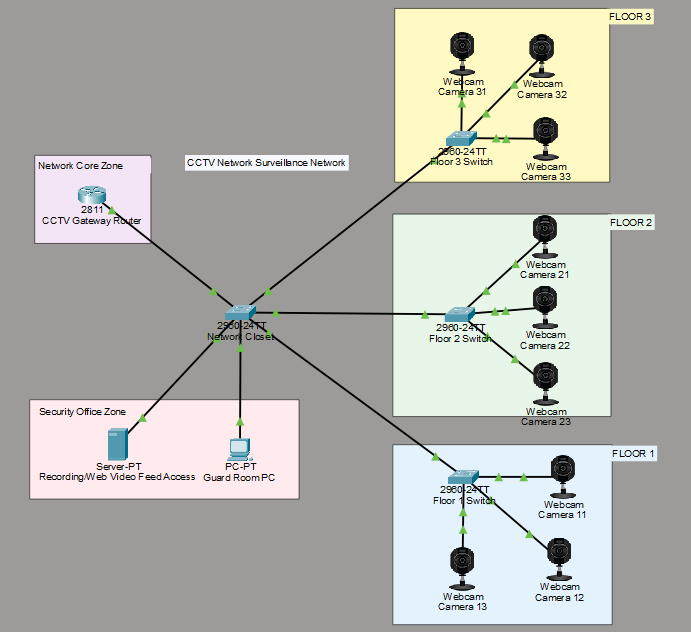 FLOOR 3
Webcam
Camera 31
Webcam
Camera 32
2960-24TT
Floor 3 Switch
Webcam
Camera 33
CCTV Network Surveillance Network
Network Core Zone
2811
CCTV Gateway Router
FLOOR 2
Webcam
Camera 21
2960-24TT
Floor 2 Switch
Webcam
Camera 22
Webcam
Camera 23
2960-24TT
Network Closet
Security Office Zone
Server-PT
Recording/Web Video Feed Access
PC-PT
Guard Room PC
FLOOR 1
2960-24TT
Floor 1 Switch
Webcam
Camera 11
Webcam
Camera 12
Webcam
Camera 13